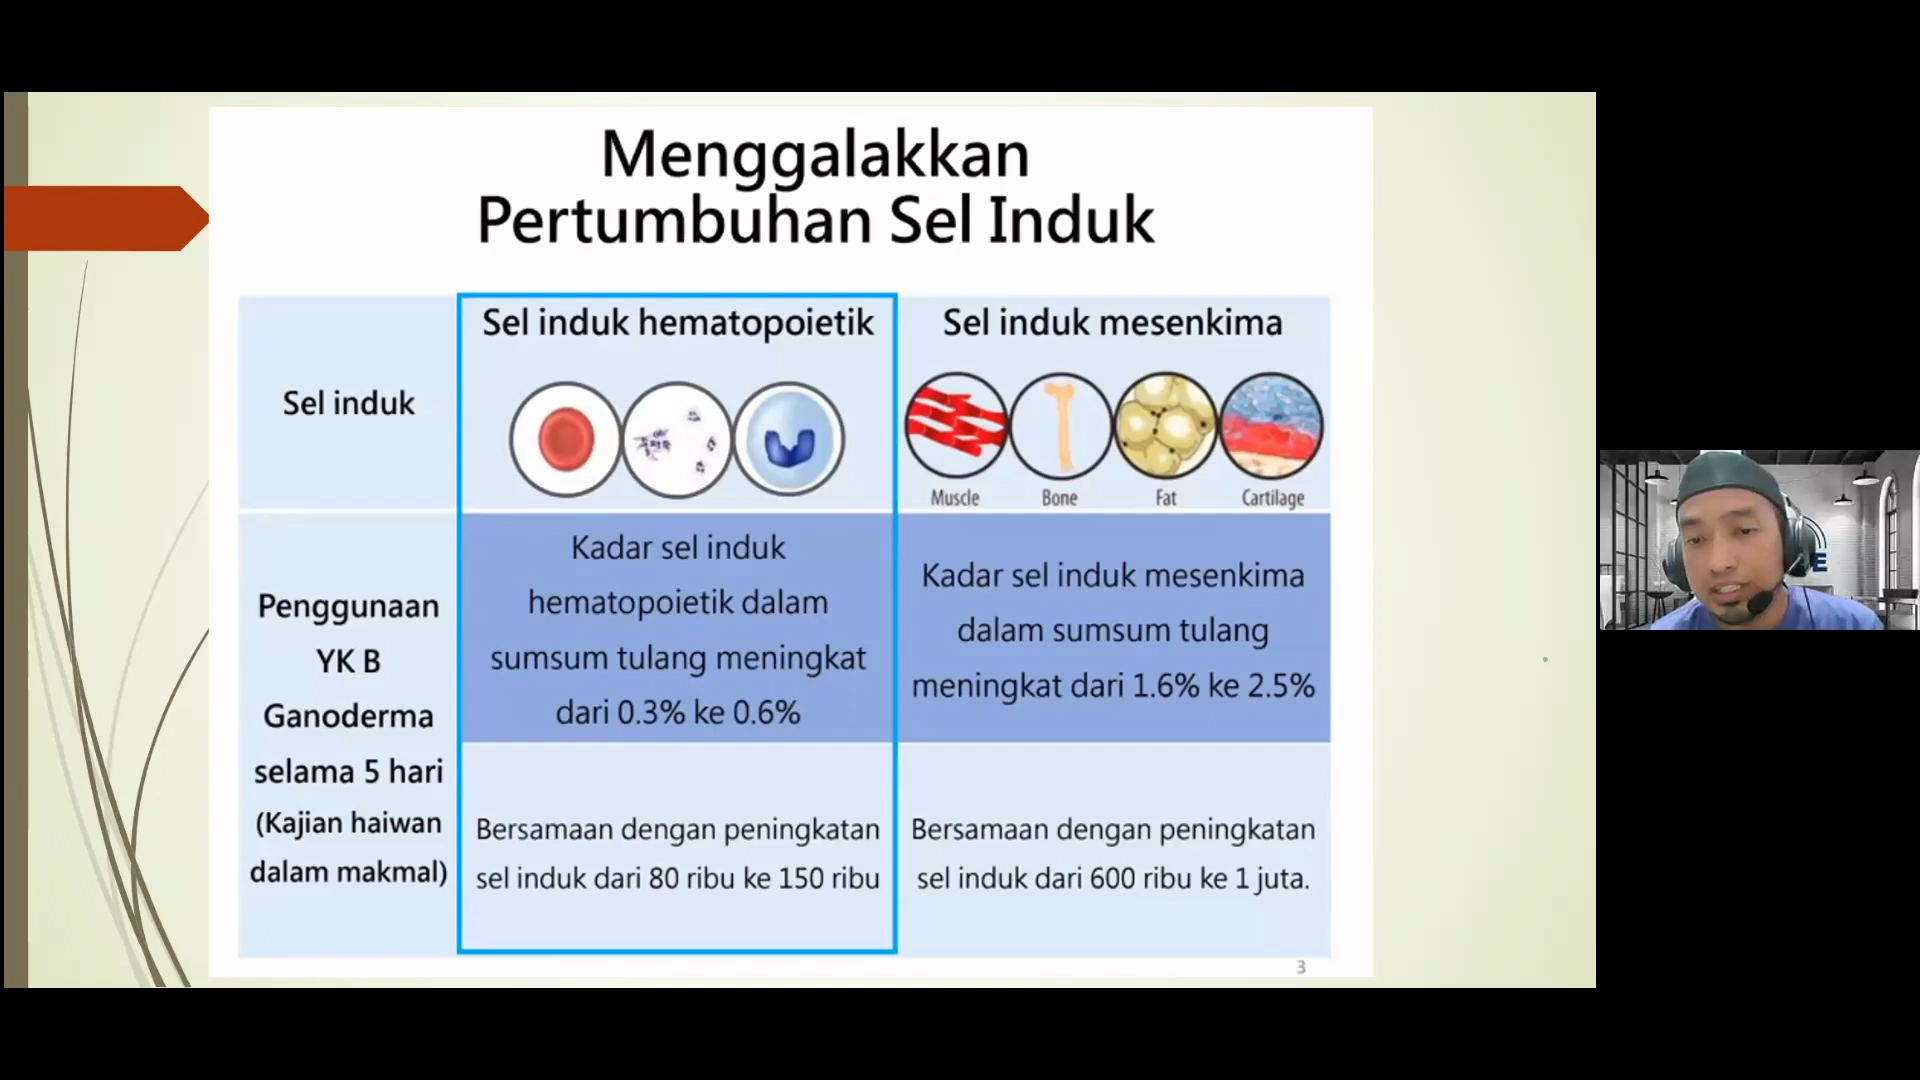 Menggalakkan
Pertumbuhan Sel Induk
Sel induk
Sel induk hematopoietik
Sel induk mesenkima
Muscle
Bone
Fat
Cartilage
Penggunaan
YK B
Ganoderma
selama 5 hari
(Kajian haiwan
dalam makmal)
Kadar sel induk
hematopoietik dalam
sumsum tulang meningkat
dari 0.3% ke 0.6%
Kadar sel induk mesenkima
dalam sumsum tulang
meningkat dari 1.6% ke 2.5%
Bersamaan dengan peningkatan
sel induk dari 80 ribu ke 150 ribu
Bersamaan dengan peningkatan
sel induk dari 600 ribu ke 1 juta.
3
E